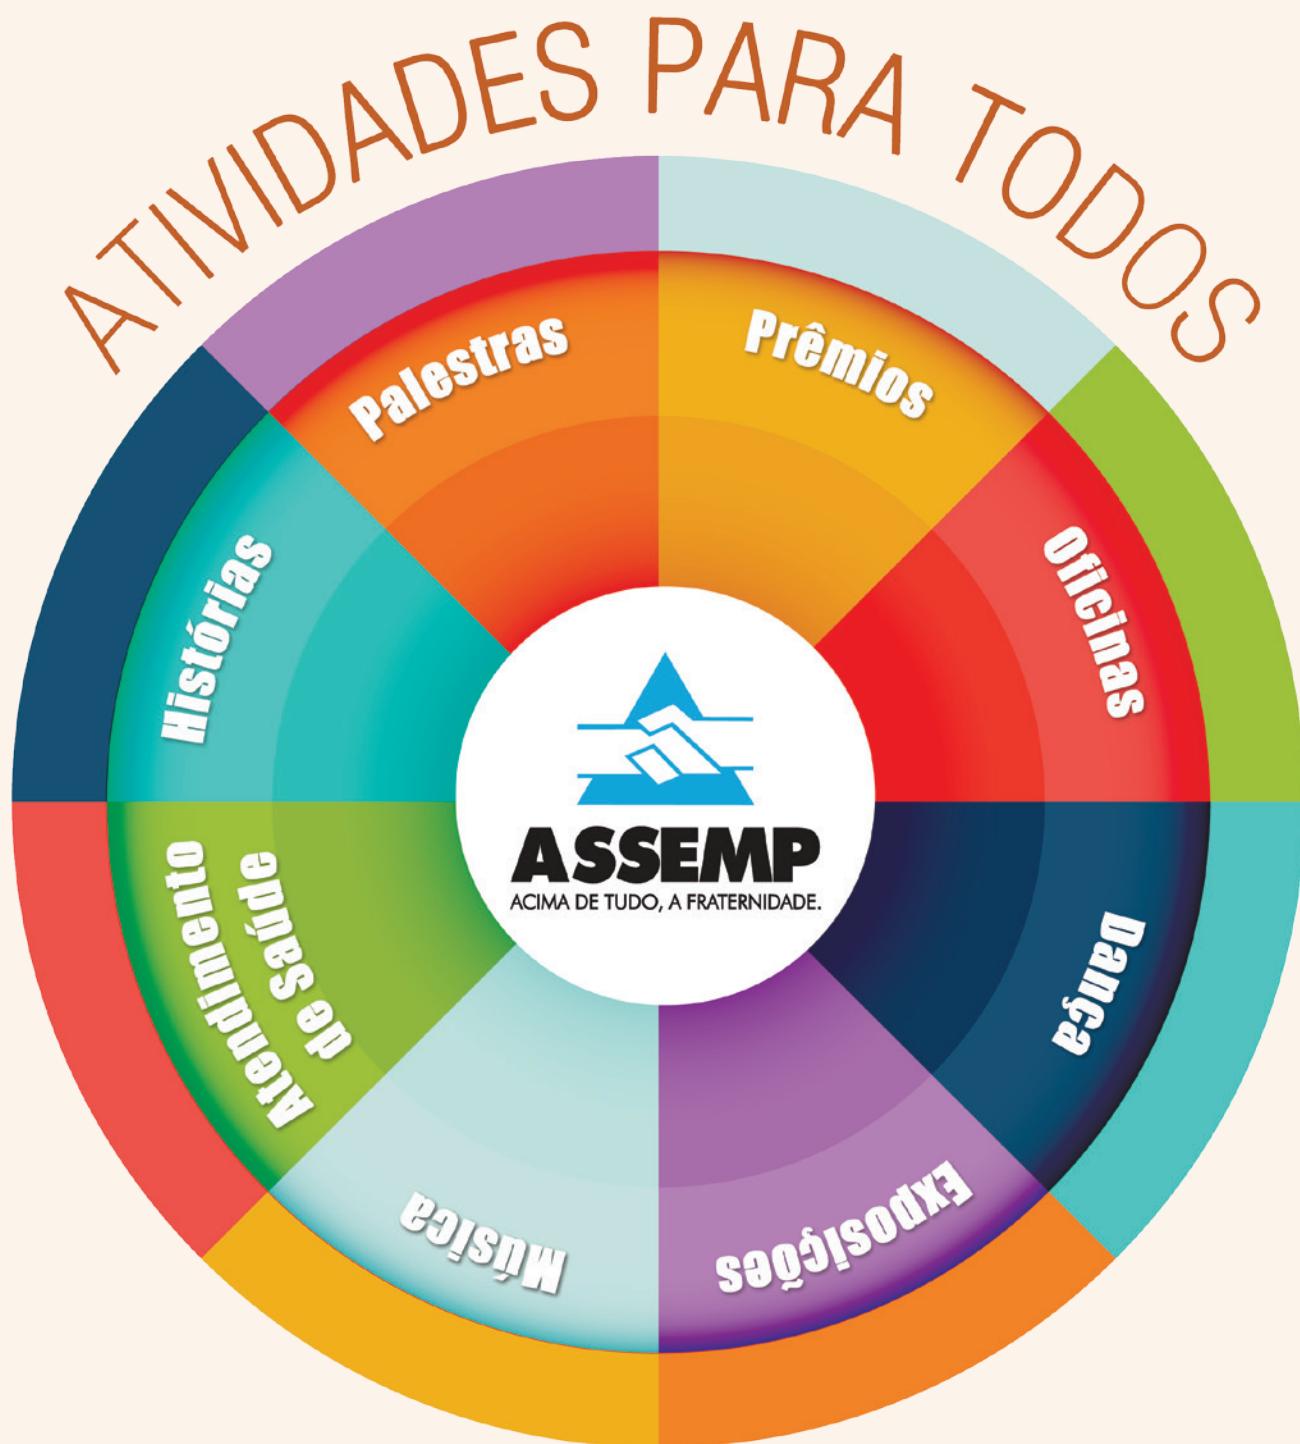 ATIVIDADES PARA TODOS
Palestras
Prêmios
Oficinas
Dança
Exposições
Música
Atendimento
de Saúde
Histórias
ASSEMP
ACIMA DE TUDO, A FRATERNIDADE.